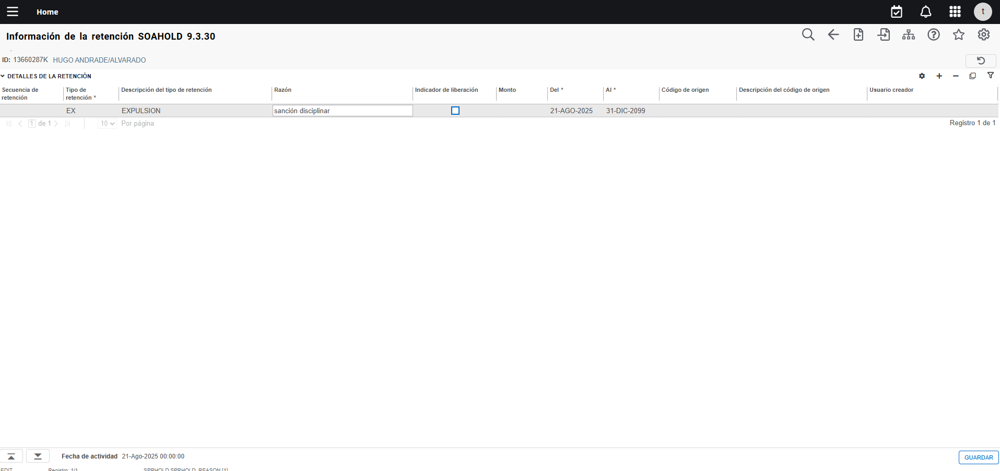 Home
t
Información de la retención SOAHOLD 9.3.30
.
ID: 13660287K HUGO ANDRADE/ALVARADO
DETALLES DE LA RETENCIÓN
Secuencia de retención
Tipo de retención *
Descripción del tipo de retención
Razón
Indicador de liberación
Monto
Del *
Al *
Código de origen
Descripción del código de origen
Usuario creador
EX EXPULSION sanción disciplinar 21-AGO-2025 31-DIC-2099
1 de 1 10 Por página Registro 1 de 1
Fecha de actividad 21-Ago-2025 00:00:00
GUARDAR
EDIT Registro: 1/1 SPRHOLD.SPRHOLD_REASON [1]